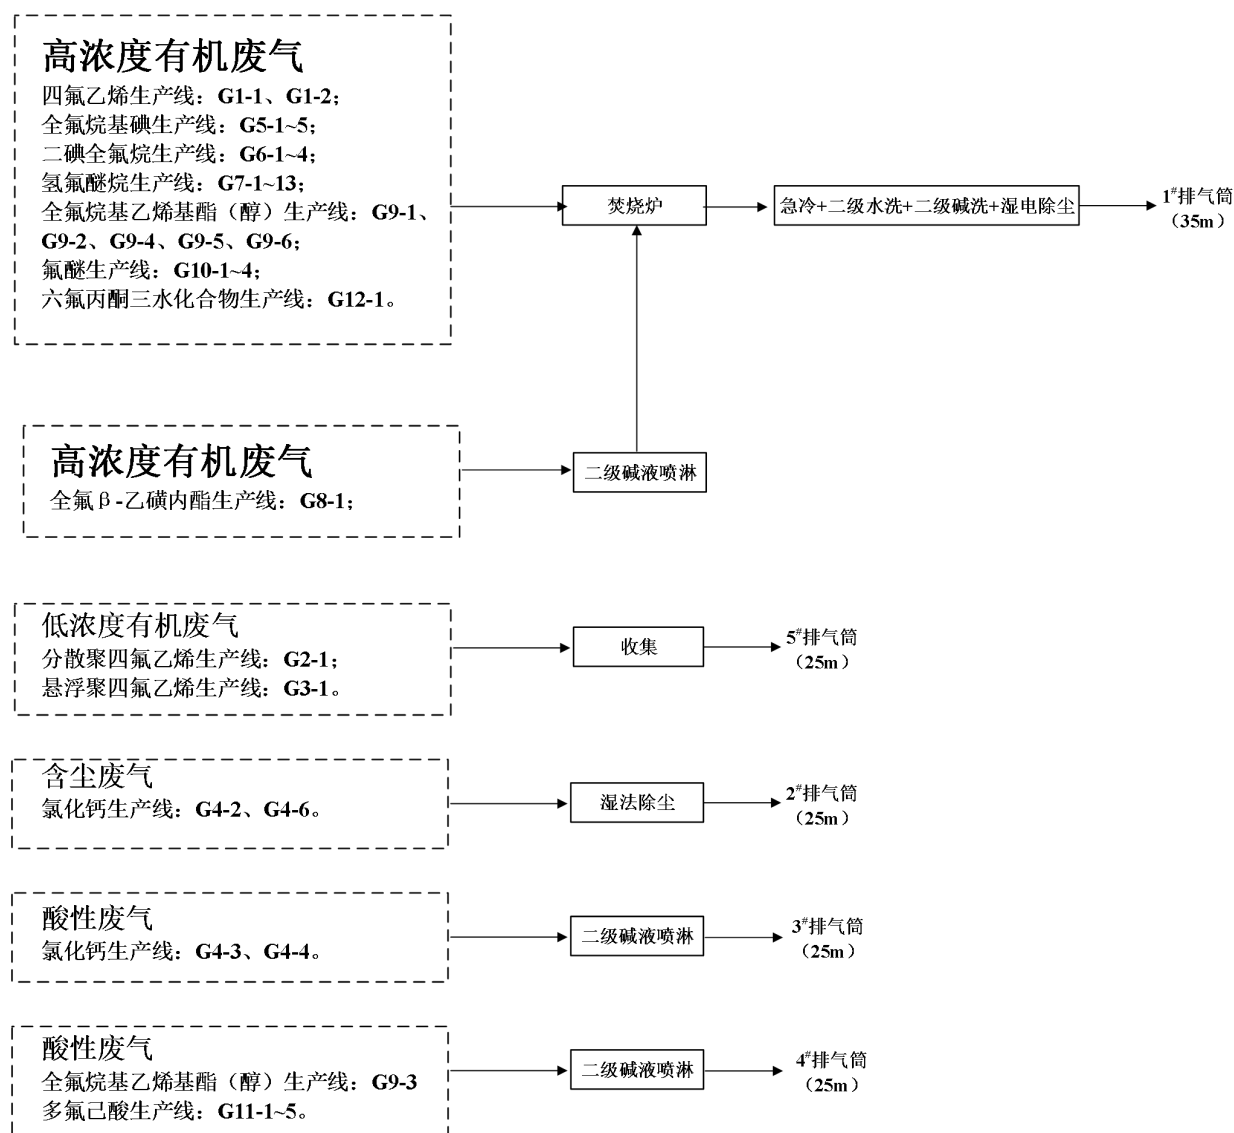 高浓度有机废气
四氟乙烯生产线：G1-1、G1-2；
全氟烷基碘生产线：G5-1~5；
二碘全氟烷生产线：G6-1~4；
氢氟醚烷生产线：G7-1~13；
全氟烷基乙烯基酯（醇）生产线：G9-1、
G9-2、G9-4、G9-5、G9-6；
氟醚生产线：G10-1~4；
六氟丙酮三水化合物生产线：G12-1。
焚烧炉
急冷+二级水洗+二级碱洗+湿电除尘
1#排气筒
（35m）
高浓度有机废气
全氟β-乙磺内酯生产线：G8-1；
二级碱液喷淋
低浓度有机废气
分散聚四氟乙烯生产线：G2-1；
悬浮聚四氟乙烯生产线：G3-1。
收集
5#排气筒
（25m）
含尘废气
氯化钙生产线：G4-2、G4-6。
湿法除尘
2#排气筒
（25m）
酸性废气
氯化钙生产线：G4-3、G4-4。
二级碱液喷淋
3#排气筒
（25m）
酸性废气
全氟烷基乙烯基酯（醇）生产线：G9-3
多氟己酸生产线：G11-1~5。
二级碱液喷淋
4#排气筒
（25m）